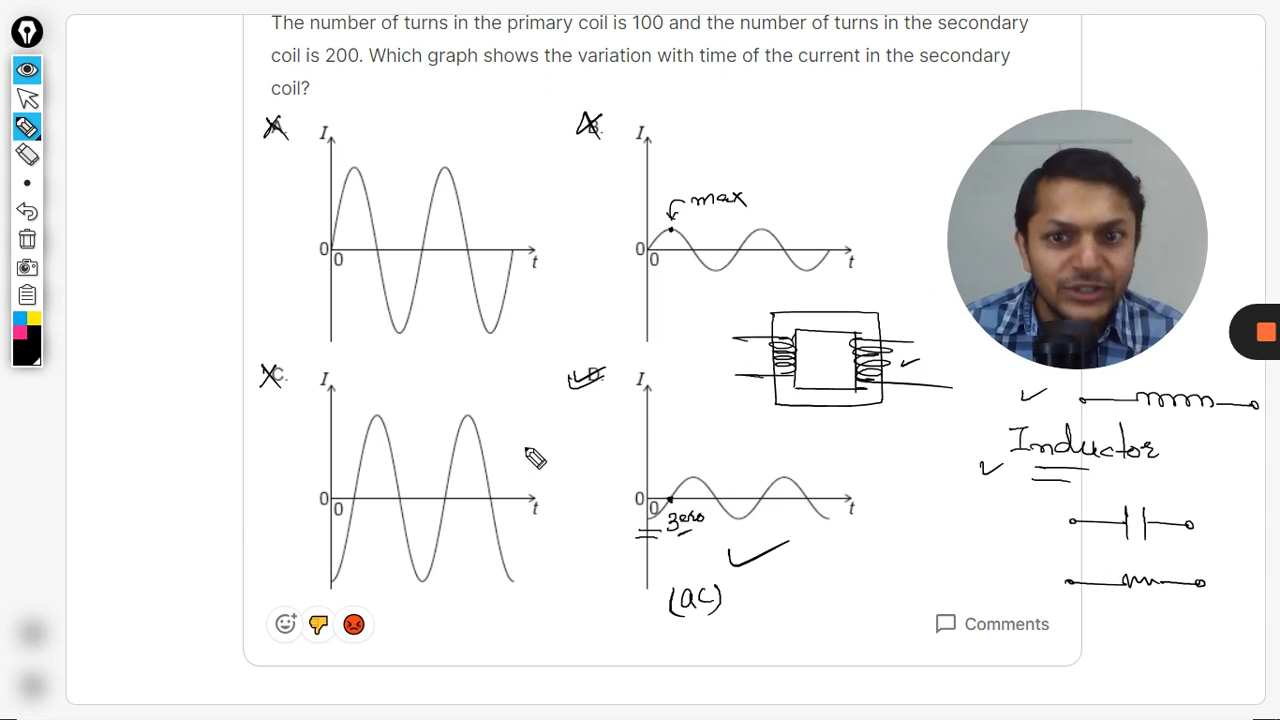 The number of turns in the primary coil is 100 and the number of turns in the secondary
coil is 200. Which graph shows the variation with time of the current in the secondary
coil?
A.
B.
I
I
max
0
0
t
0
0
t
C.
D.
I
I
Inductor
0
0
t
0
0
t
zero
(ac)
Comments